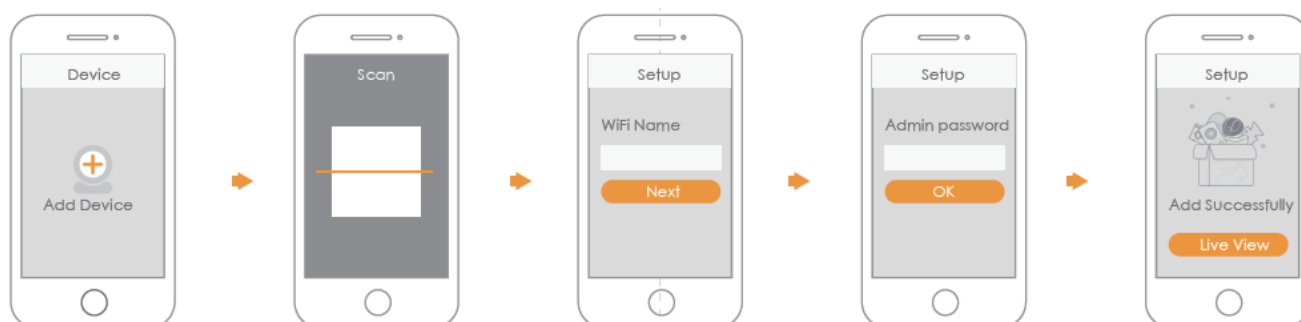 Device
Add Device
Scan
Setup
WiFi Name
Next
Setup
Admin password
OK
Setup
Add Successfully
Live View